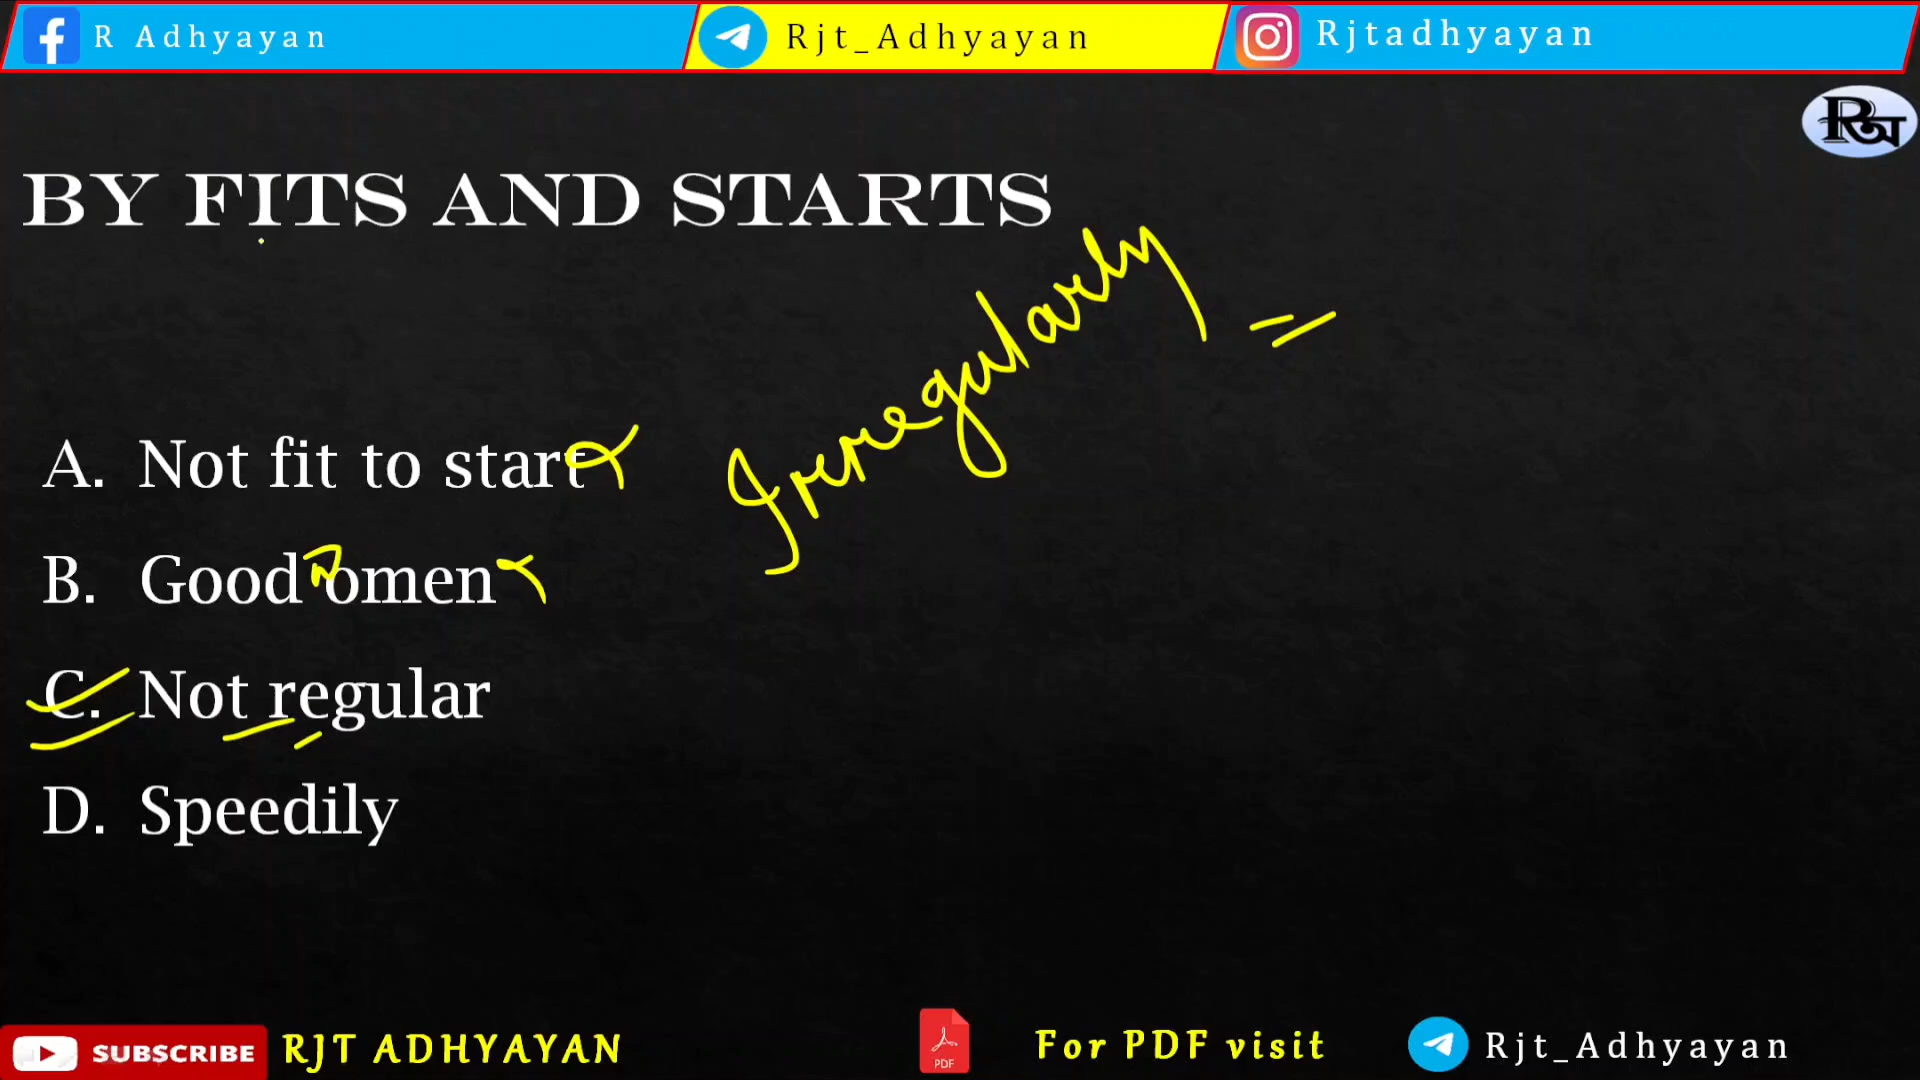 R Adhyayan
Rjt_Adhyayan
Rjtadhyayan
BY FITS AND STARTS
Irregularly
A. Not fit to start
B. Good omen
C. Not regular
D. Speedily
SUBSCRIBE
RJT ADHYAYAN
PDF
For PDF visit
Rjt_Adhyayan